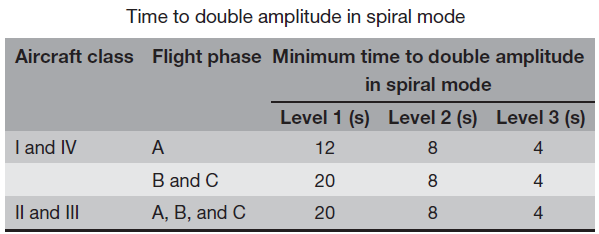 Time to double amplitude in spiral mode
Aircraft class Flight phase Minimum time to double amplitude
in spiral mode
Level 1 (s) Level 2 (s) Level 3 (s)
I and IV A 12 8 4
B and C 20 8 4
II and III A, B, and C 20 8 4